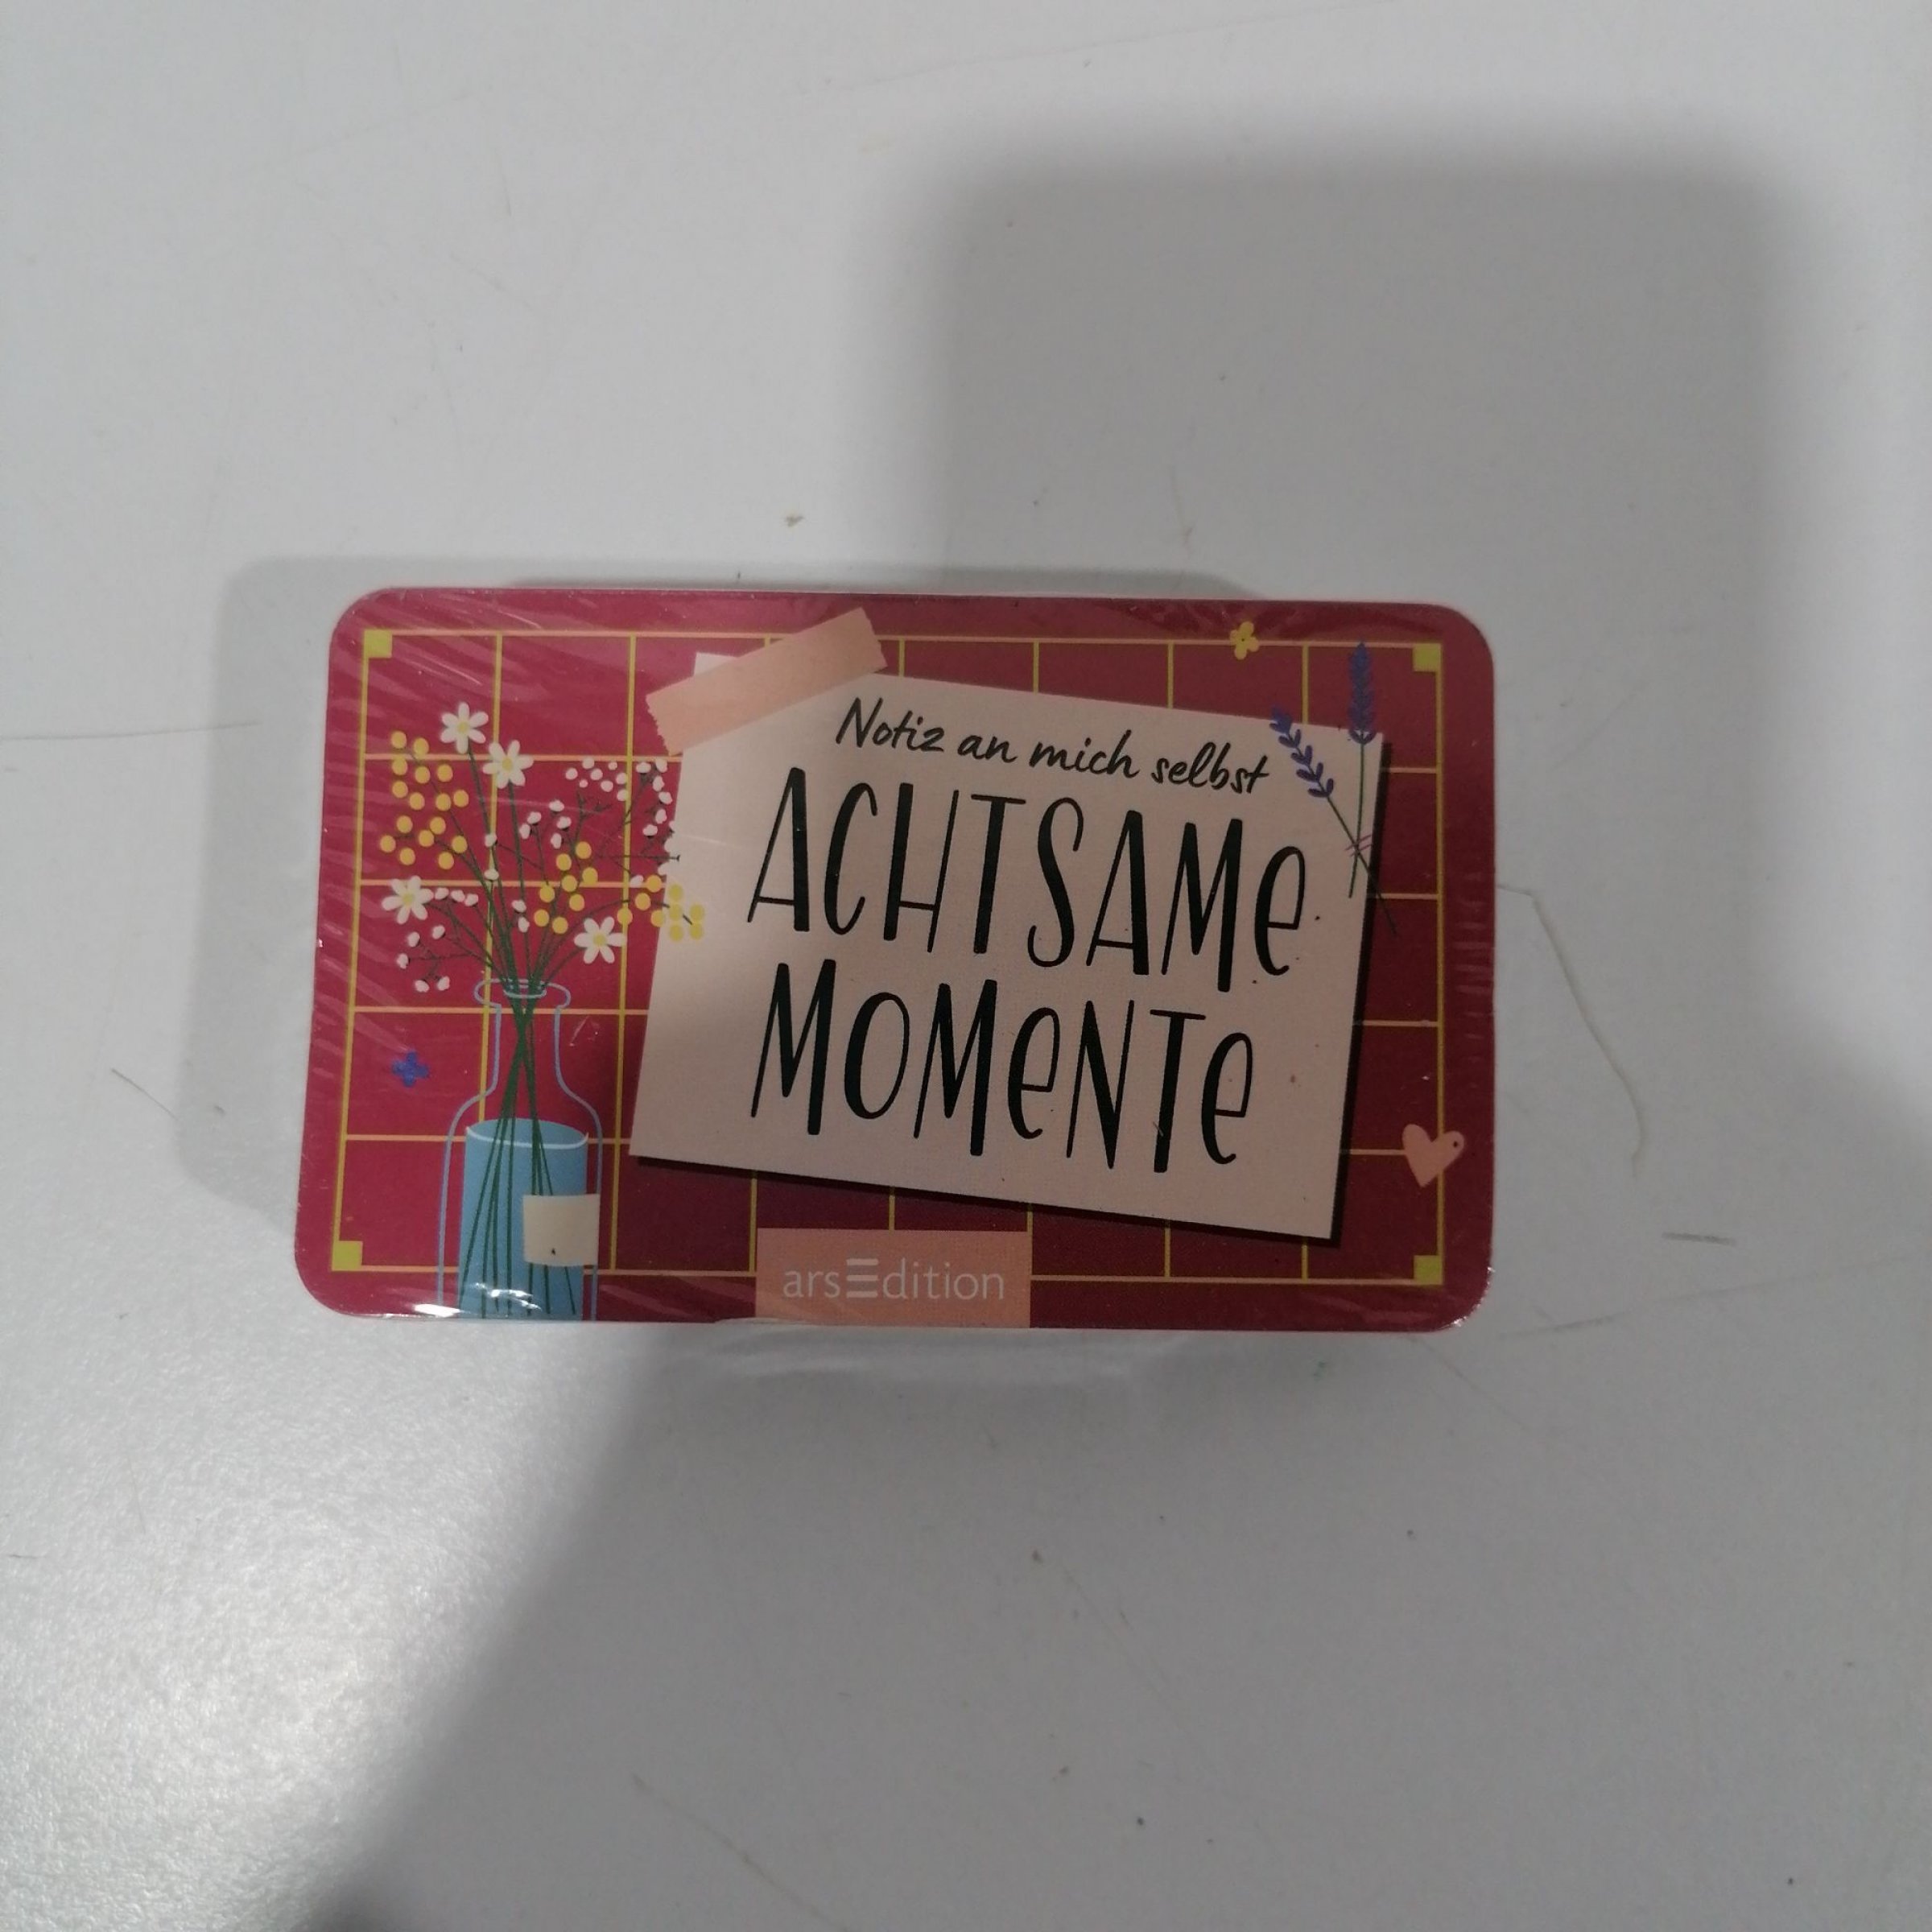 Notiz an mich selbst
ACHTSAMe
MOMeNTe
arsEdition